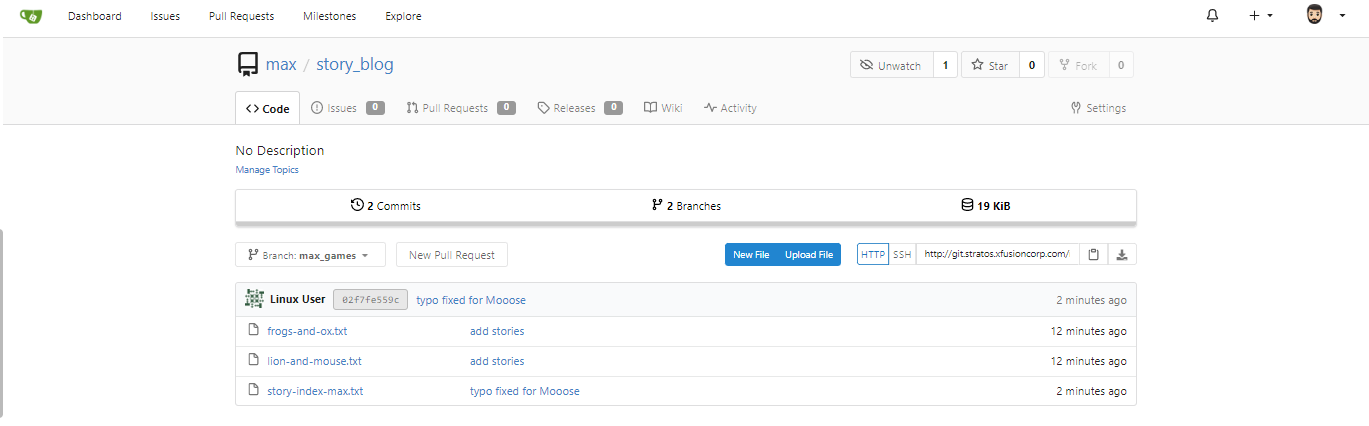 Dashboard Issues Pull Requests Milestones Explore
max / story_blog Unwatch 1 Star 0 Fork 0
Code Issues 0 Pull Requests 0 Releases 0 Wiki Activity Settings
No Description
Manage Topics
2 Commits 2 Branches 19 KiB
Branch: max_games New Pull Request New File Upload File HTTP SSH http://git.stratos.xfusioncorp.com/
Linux User 02f7fe559c typo fixed for Mooose 2 minutes ago
frogs-and-ox.txt add stories 12 minutes ago
lion-and-mouse.txt add stories 12 minutes ago
story-index-max.txt typo fixed for Mooose 2 minutes ago